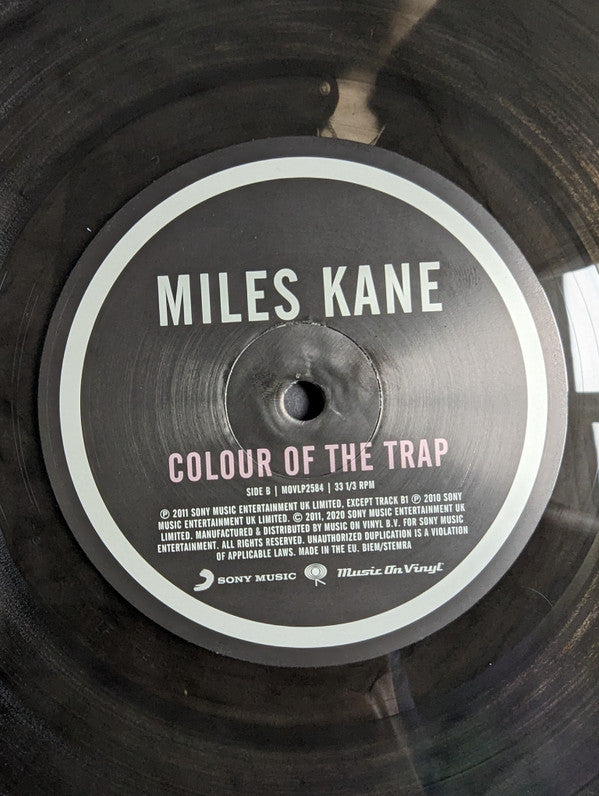 MILES KANE
COLOUR OF THE TRAP
SIDE B | MOVLP2584 | 33 1/3 RPM
℗ 2011 SONY MUSIC ENTERTAINMENT UK LIMITED, EXCEPT TRACK B1 ℗ 2010 SONY
MUSIC ENTERTAINMENT UK LIMITED. © 2011, 2020 SONY MUSIC ENTERTAINMENT UK
LIMITED. MANUFACTURED & DISTRIBUTED BY MUSIC ON VINYL B.V. FOR SONY MUSIC
ENTERTAINMENT. ALL RIGHTS RESERVED. UNAUTHORIZED DUPLICATION IS A VIOLATION
OF APPLICABLE LAWS. MADE IN THE EU. BIEM/STEMRA
SONY MUSIC Music On Vinyl